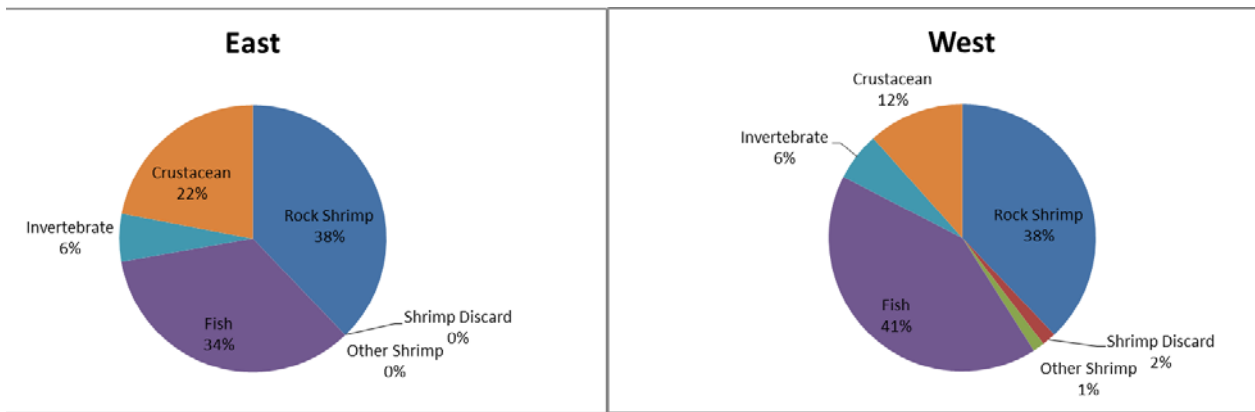 East
Crustacean
22%
Rock Shrimp
38%
Invertebrate
6%
Shrimp Discard
0%
Fish
34%
Other Shrimp
0%
West
Crustacean
12%
Invertebrate
6%
Rock Shrimp
38%
Fish
41%
Shrimp Discard
2%
Other Shrimp
1%